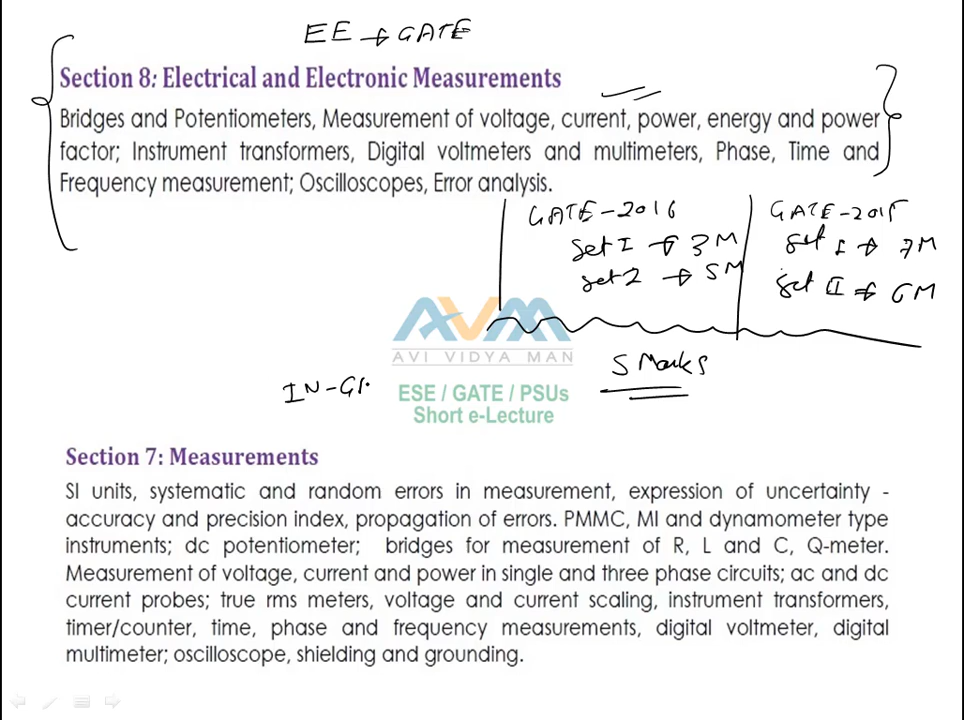 EE → GATE
Section 8: Electrical and Electronic Measurements
Bridges and Potentiometers, Measurement of voltage, current, power, energy and power
factor; Instrument transformers, Digital voltmeters and multimeters, Phase, Time and
Frequency measurement; Oscilloscopes, Error analysis.
GATE-2016
Set I → 3M
Set 2 → 5M
GATE-2015
Set I → 7M
Set II → 6M
AVM
AVI VIDYA MAN
5 Marks
IN-GA
ESE / GATE / PSUs
Short e-Lecture
Section 7: Measurements
SI units, systematic and random errors in measurement, expression of uncertainty -
accuracy and precision index, propagation of errors. PMMC, MI and dynamometer type
instruments; dc potentiometer; bridges for measurement of R, L and C, Q-meter.
Measurement of voltage, current and power in single and three phase circuits; ac and dc
current probes; true rms meters, voltage and current scaling, instrument transformers,
timer/counter, time, phase and frequency measurements, digital voltmeter, digital
multimeter; oscilloscope, shielding and grounding.